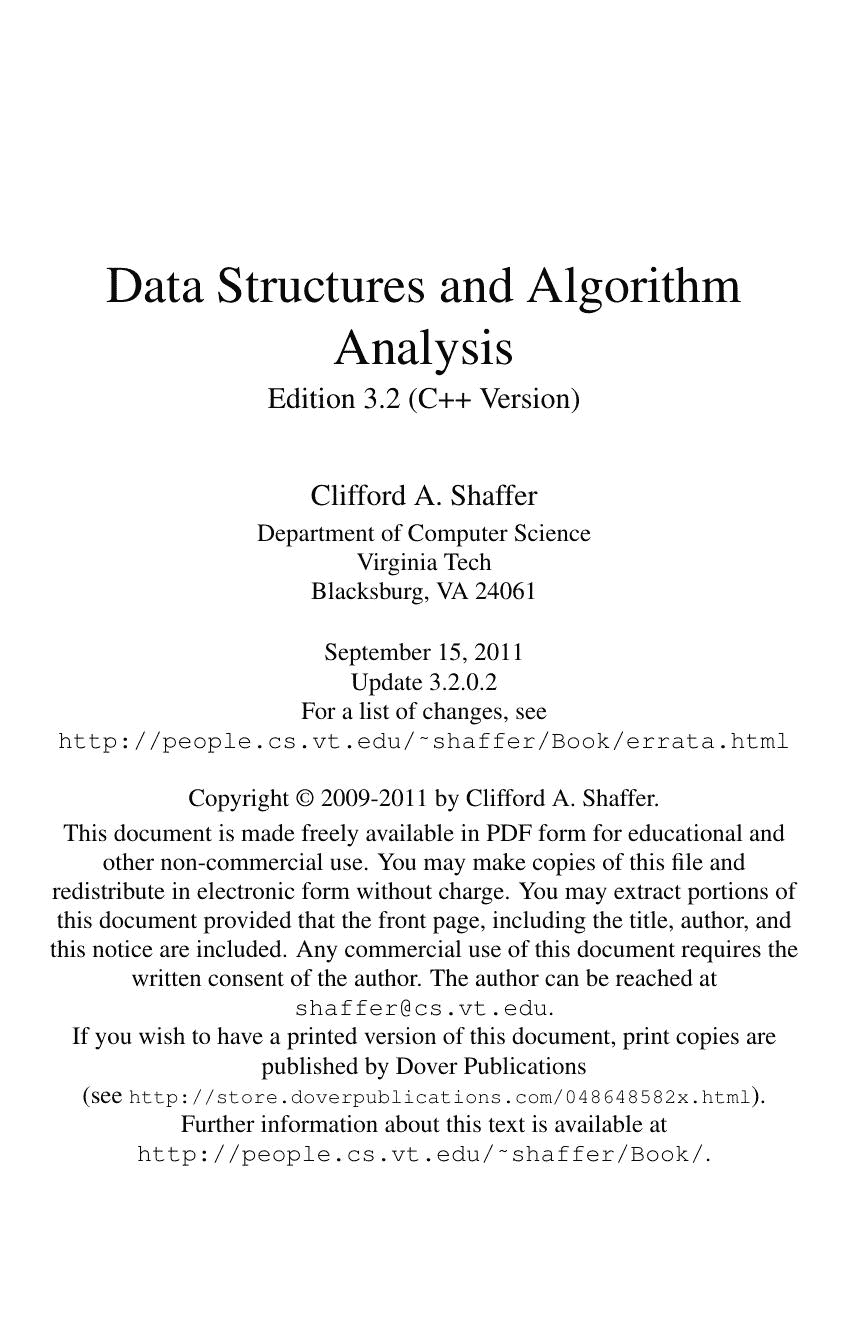 Data Structures and Algorithm
Analysis
Edition 3.2 (C++ Version)
Clifford A. Shaffer
Department of Computer Science
Virginia Tech
Blacksburg, VA 24061
September 15, 2011
Update 3.2.0.2
For a list of changes, see
http://people.cs.vt.edu/˜shaffer/Book/errata.html
Copyright © 2009-2011 by Clifford A. Shaffer.
This document is made freely available in PDF form for educational and
other non-commercial use. You may make copies of this file and
redistribute in electronic form without charge. You may extract portions of
this document provided that the front page, including the title, author, and
this notice are included. Any commercial use of this document requires the
written consent of the author. The author can be reached at
shaffer@cs.vt.edu.
If you wish to have a printed version of this document, print copies are
published by Dover Publications
(see http://store.doverpublications.com/048648582x.html).
Further information about this text is available at
http://people.cs.vt.edu/˜shaffer/Book/.